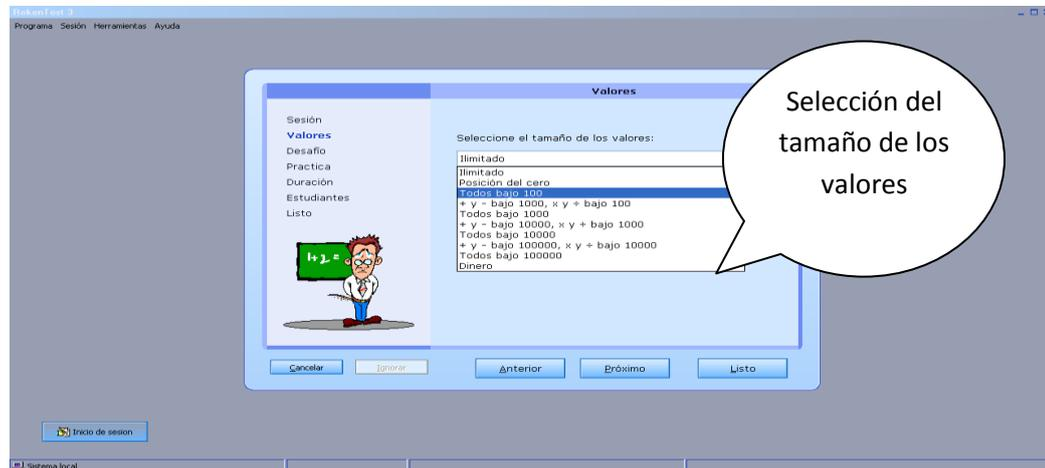 RekenTest 3
Programa Sesión Herramientas Ayuda
Valores
Sesión
Valores
Desafío
Practica
Duración
Estudiantes
Listo
1+2=
Seleccione el tamaño de los valores:
Ilimitado
Ilimitado
Posición del cero
Todos bajo 100
+ y - bajo 1000, x y ÷ bajo 100
Todos bajo 1000
+ y - bajo 10000, x y ÷ bajo 1000
Todos bajo 10000
+ y - bajo 100000, x y ÷ bajo 10000
Todos bajo 100000
Dinero
Selección del
tamaño de los
valores
Cancelar Ignorar Anterior Próximo Listo
Inicio de sesion
Sistema local